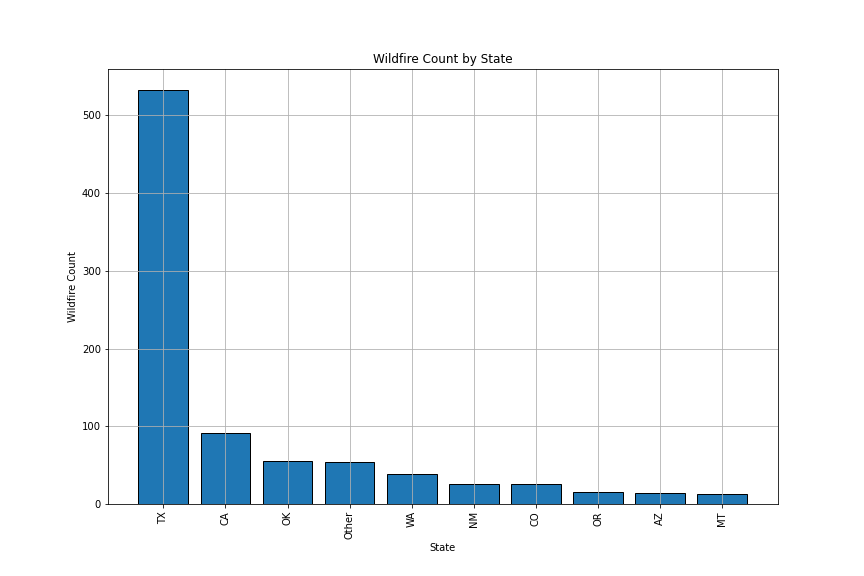 Wildfire Count by State
Wildfire Count
500
400
300
200
100
0
TX
CA
OK
Other
WA
NM
CO
OR
AZ
MT
State